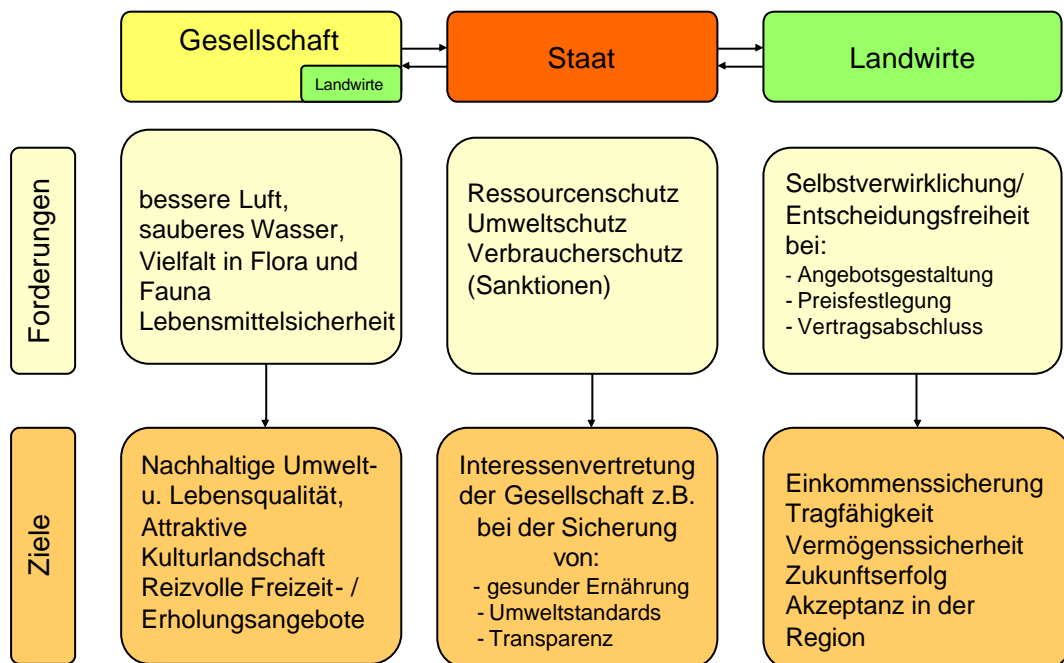 Gesellschaft
Landwirte
Staat
Landwirte
Forderungen
bessere Luft,
sauberes Wasser,
Vielfalt in Flora und
Fauna
Lebensmittelsicherheit
Ressourcenschutz
Umweltschutz
Verbraucherschutz
(Sanktionen)
Selbstverwirklichung/
Entscheidungsfreiheit
bei:
- Angebotsgestaltung
- Preisfestlegung
- Vertragsabschluss
Ziele
Nachhaltige Umwelt-
u. Lebensqualität,
Attraktive
Kulturlandschaft
Reizvolle Freizeit- /
Erholungsangebote
Interessenvertretung
der Gesellschaft z.B.
bei der Sicherung
von:
- gesunder Ernährung
- Umweltstandards
- Transparenz
Einkommenssicherung
Tragfähigkeit
Vermögenssicherheit
Zukunftserfolg
Akzeptanz in der
Region